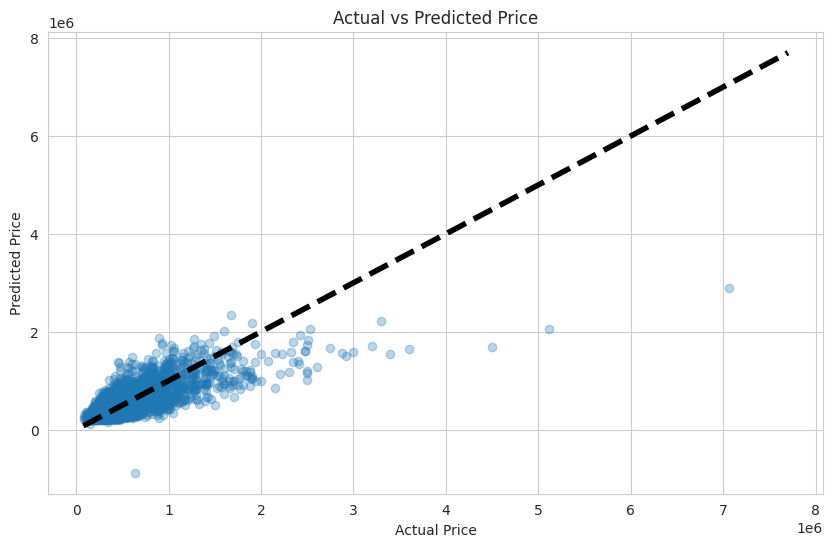 Actual vs Predicted Price
1e6
8
6
4
2
0
Predicted Price
0 1 2 3 4 5 6 7 8
1e6
Actual Price